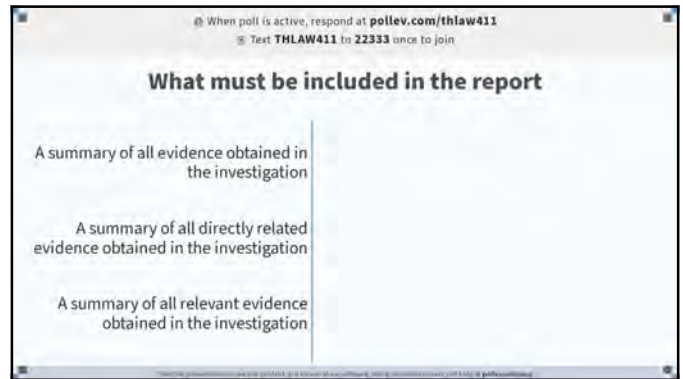 When poll is active, respond at pollev.com/thlaw411
Text THLAW411 to 22333 once to join
What must be included in the report
A summary of all evidence obtained in
the investigation
A summary of all directly related
evidence obtained in the investigation
A summary of all relevant evidence
obtained in the investigation